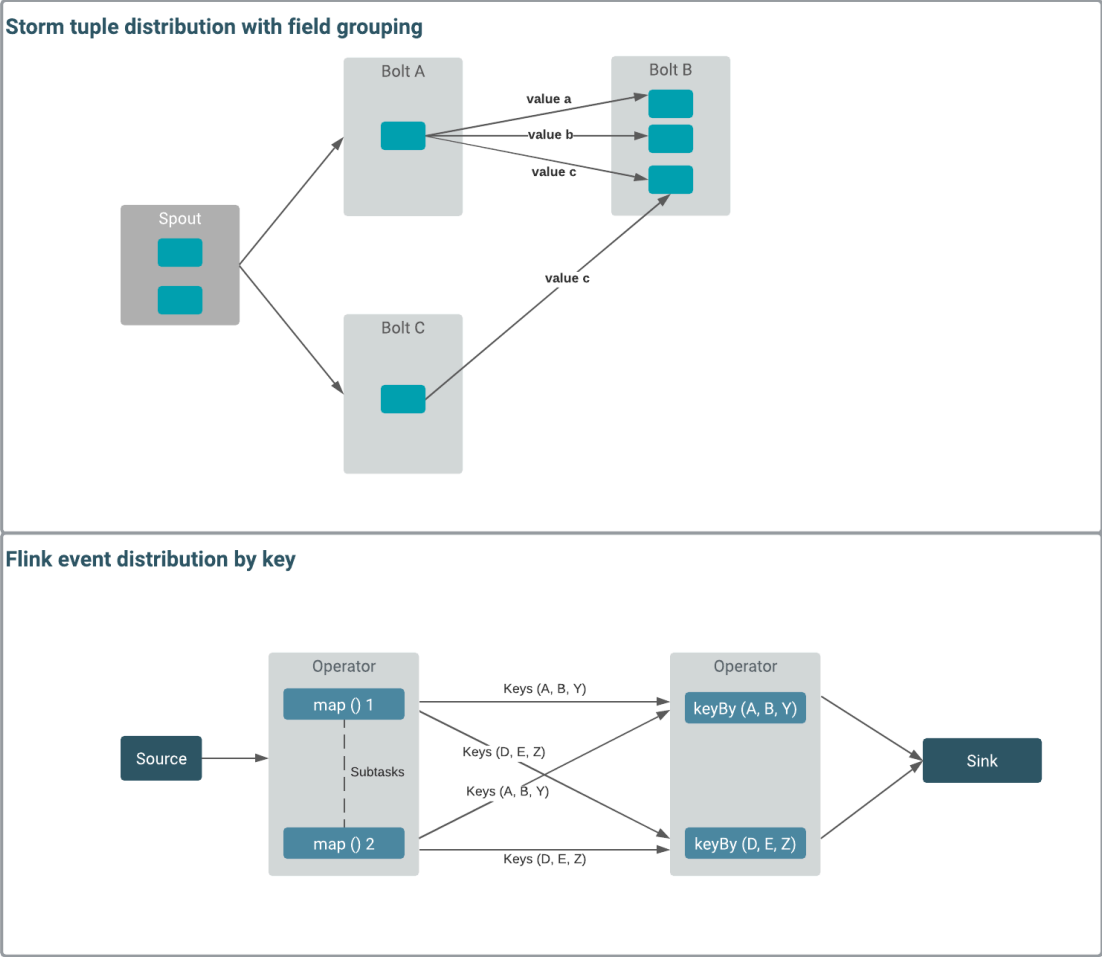 Storm tuple distribution with field grouping
Bolt A
Bolt B
value a
value b
value c
Spout
value c
Bolt C
Flink event distribution by key
Operator
Operator
map () 1
Keys (A, B, Y)
keyBy (A, B, Y)
Source
Subtasks
Keys (D, E, Z)
Sink
Keys (A, B, Y)
map () 2
keyBy (D, E, Z)
Keys (D, E, Z)